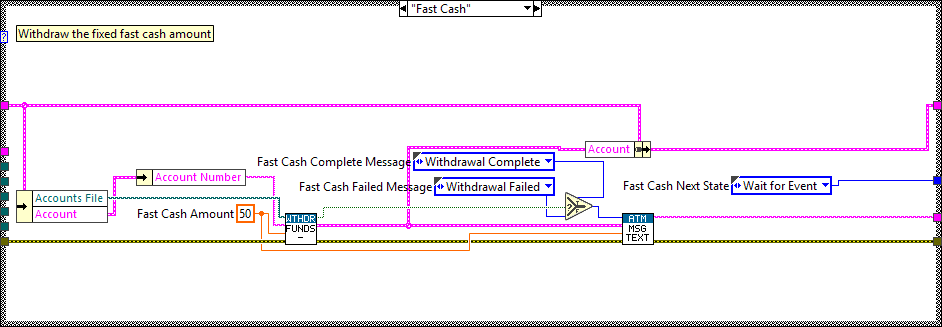 "Fast Cash"
Withdraw the fixed fast cash amount
?
Account
Fast Cash Complete Message
Withdrawal Complete
Account Number
Fast Cash Failed Message
Withdrawal Failed
Fast Cash Next State
Wait for Event
Accounts File
Account
Fast Cash Amount
50
WTHDR
FUNDS
–
?
ATM
MSG
TEXT